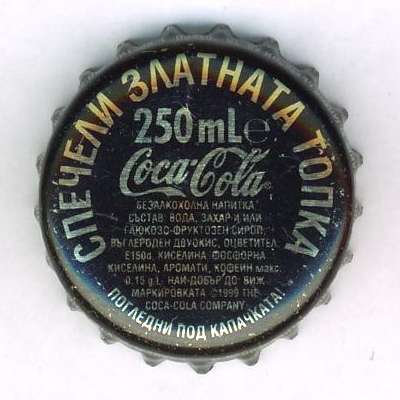 СПЕЧЕЛИ ЗЛАТНАТА ТОПКА
250 mL e
Coca-Cola
БЕЗАЛКОХОЛНА НАПИТКА
СЪСТАВ: ВОДА, ЗАХАР И ИЛИ
ГЛЮКОЗО-ФРУКТОЗЕН СИРОП,
ВЪГЛЕРОДЕН ДВУОКИС, ОЦВЕТИТЕЛ
E150d, КИСЕЛИНА: ФОСФОРНА
КИСЕЛИНА, АРОМАТИ, КОФЕИН макс.
0.15 g.l. НАЙ-ДОБЪР ДО: ВИЖ
МАРКИРОВКАТА ©1999 THE
COCA-COLA COMPANY
ПОГЛЕДНИ ПОД КАПАЧКАТА!